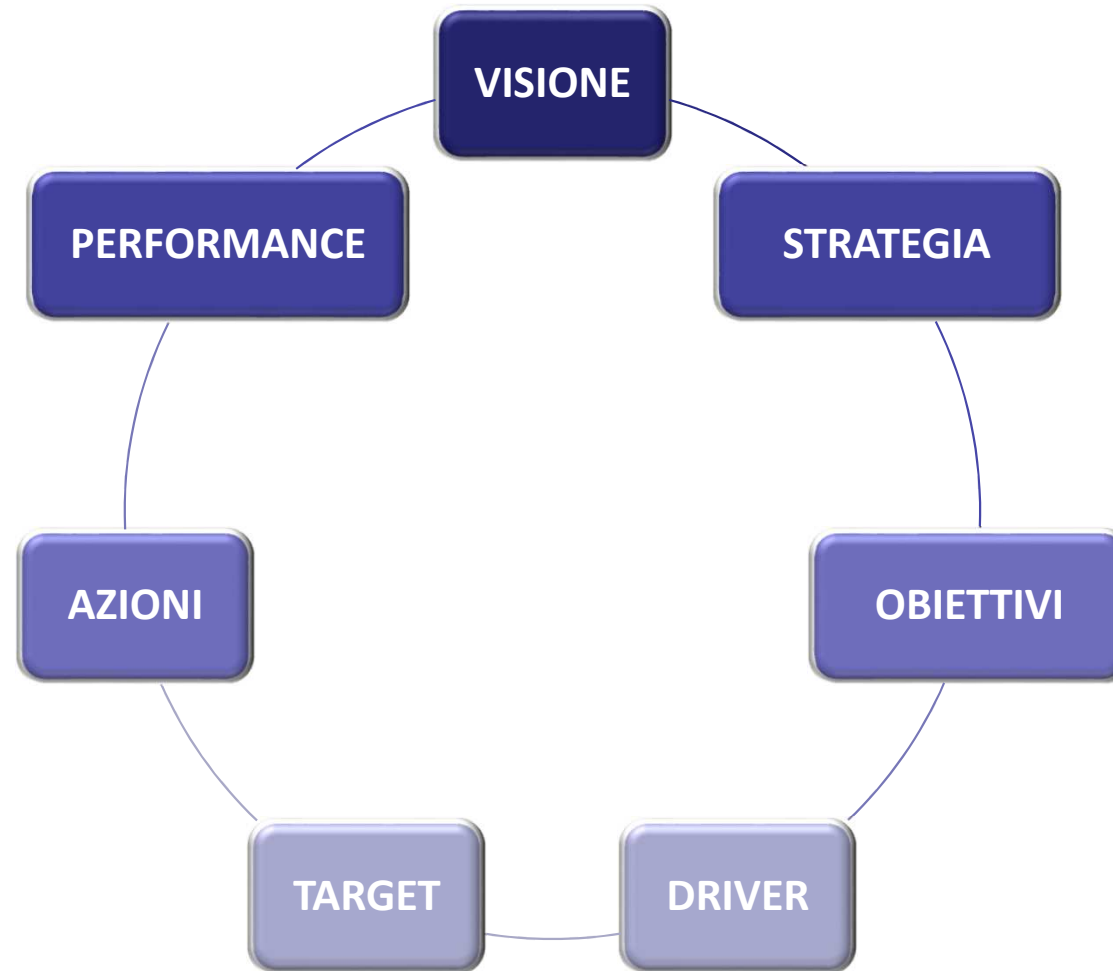 VISIONE
STRATEGIA
OBIETTIVI
DRIVER
TARGET
AZIONI
PERFORMANCE